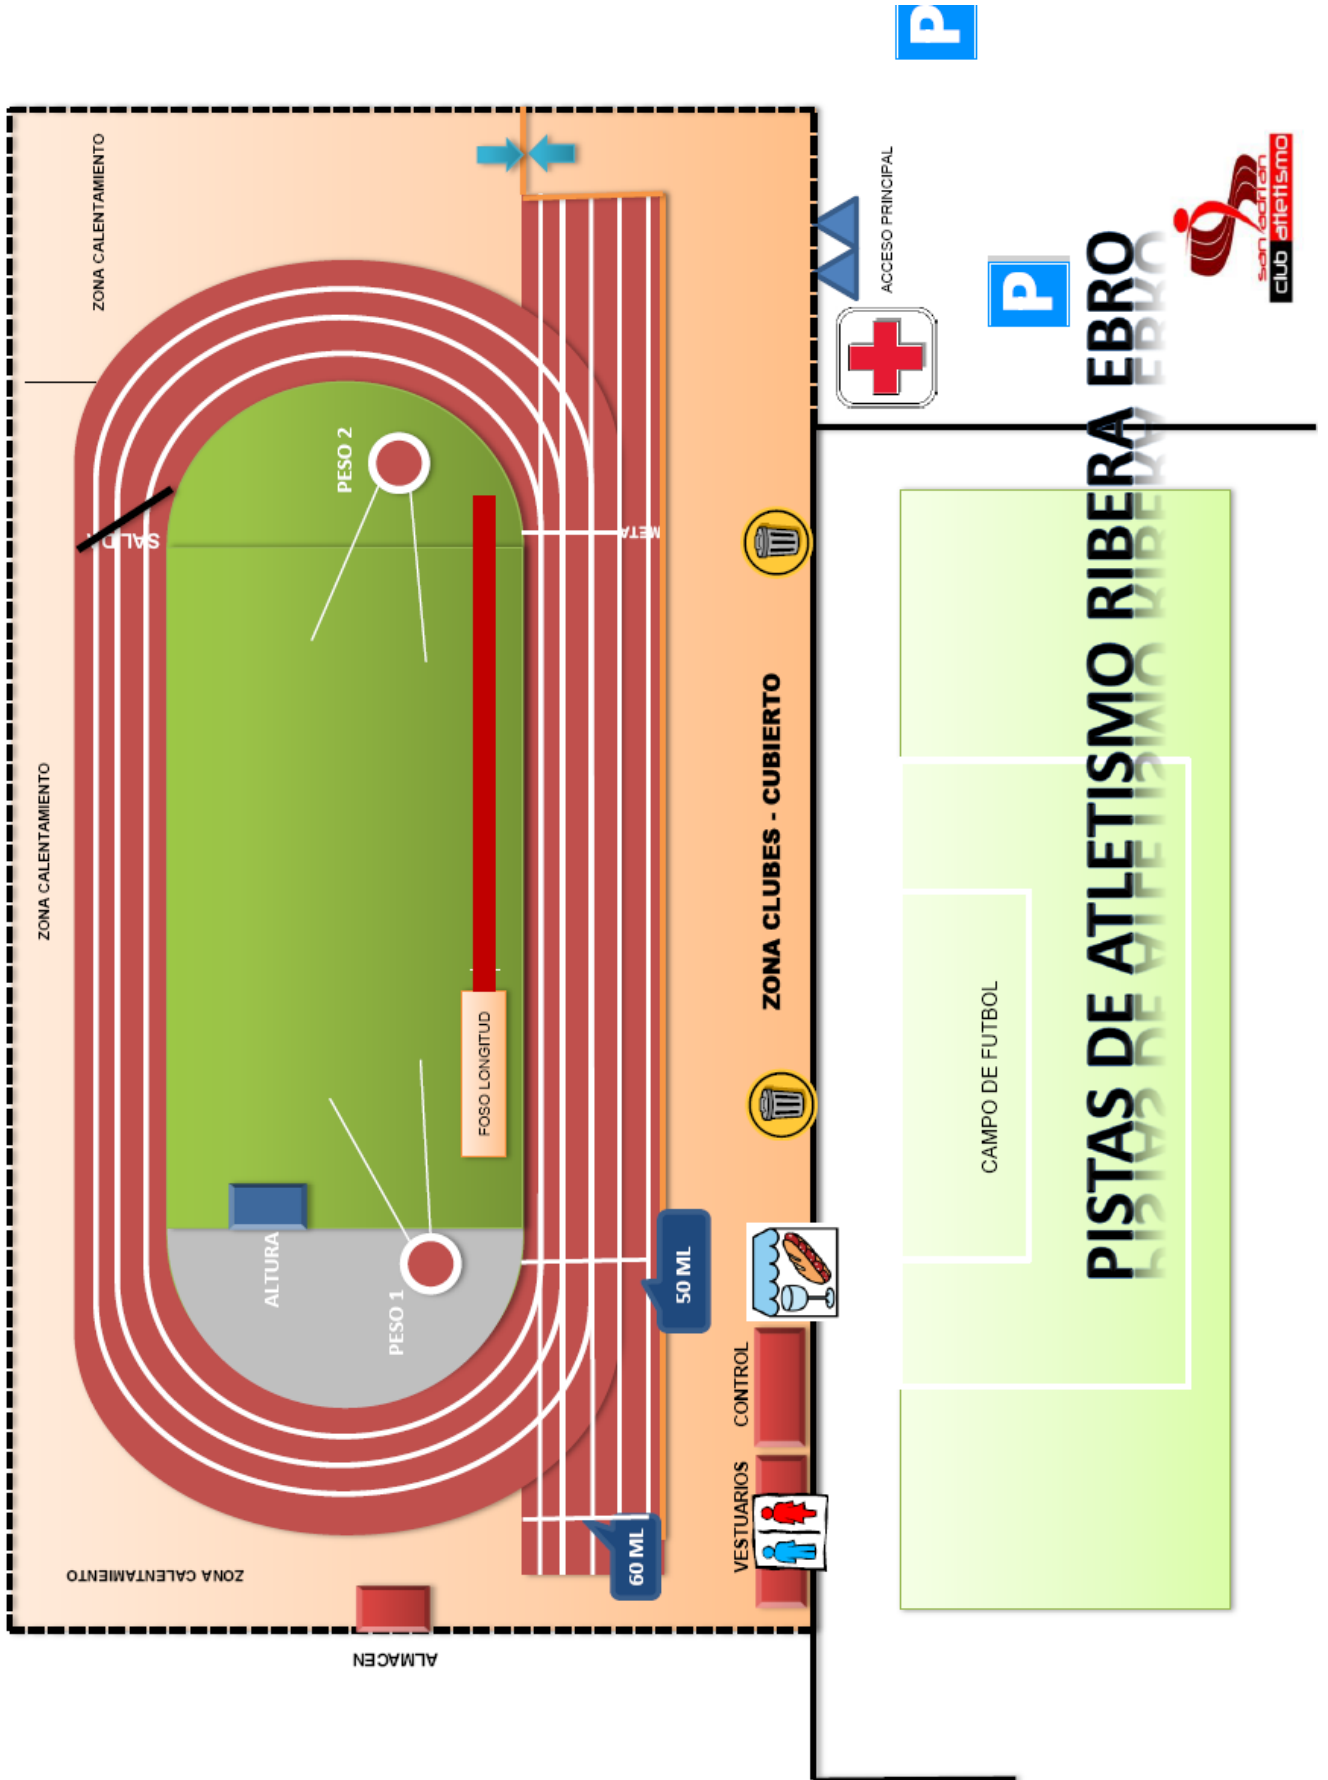 P
ZONA CALENTAMIENTO
ACCESO PRINCIPAL
san adrian
club atletismo
P
PISTAS DE ATLETISMO RIBERA EBRO
PESO 2
META
ZONA CALENTAMIENTO
ZONA CLUBES - CUBIERTO
FOSO LONGITUD
CAMPO DE FUTBOL
ALTURA
PESO 1
50 ML
CONTROL
VESTUARIOS
60 ML
ZONA CALENTAMIENTO
ALMACEN